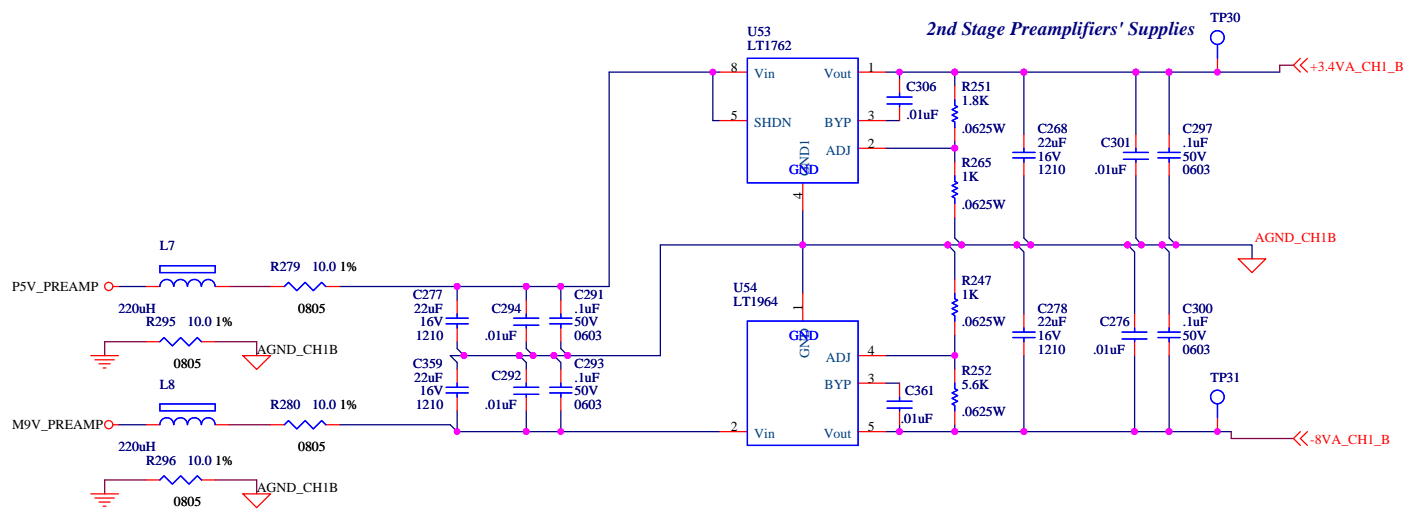 2nd Stage Preamplifiers' Supplies
TP30
+3.4VA_CH1_B
U53
LT1762
8 Vin
Vout 1
5 SHDN
BYP 3
ADJ 2
GND1
GND
4
C306
.01uF
R251
1.8K
.0625W
R265
1K
.0625W
C268
22uF
16V
1210
C301
.01uF
C297
.1uF
50V
0603
AGND_CH1B
L7
220uH
P5V_PREAMP
R279 10.0 1%
0805
R295 10.0 1%
0805
AGND_CH1B
C277
22uF
16V
1210
C294
.01uF
C291
.1uF
50V
0603
C359
22uF
16V
1210
C292
.01uF
C293
.1uF
50V
0603
L8
220uH
M9V_PREAMP
R280 10.0 1%
0805
R296 10.0 1%
0805
AGND_CH1B
U54
LT1964
1
GND
ADJ 4
BYP 3
2 Vin
Vout 5
C361
.01uF
R247
1K
.0625W
R252
5.6K
.0625W
C278
22uF
16V
1210
C276
.01uF
C300
.1uF
50V
0603
TP31
-8VA_CH1_B